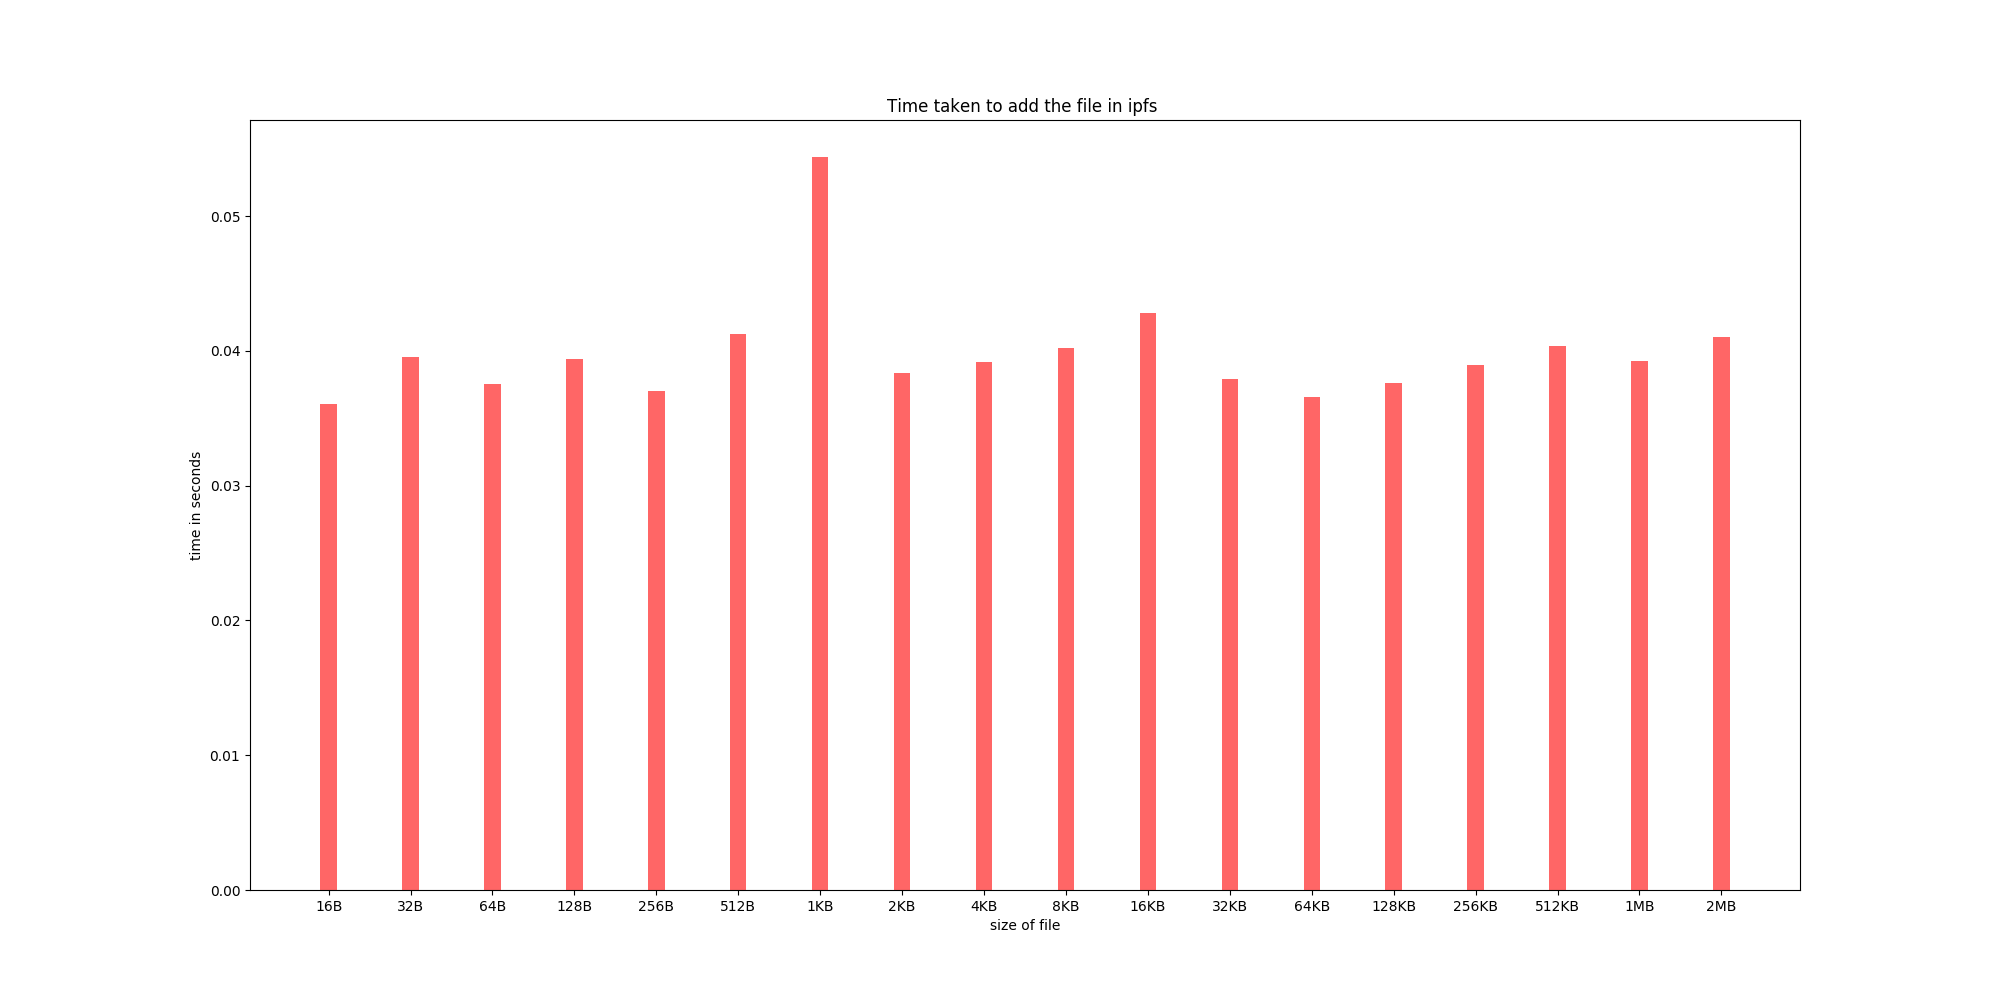 Time taken to add the file in ipfs
time in seconds
0.05
0.04
0.03
0.02
0.01
0.00
16B 32B 64B 128B 256B 512B 1KB 2KB 4KB 8KB 16KB 32KB 64KB 128KB 256KB 512KB 1MB 2MB
size of file